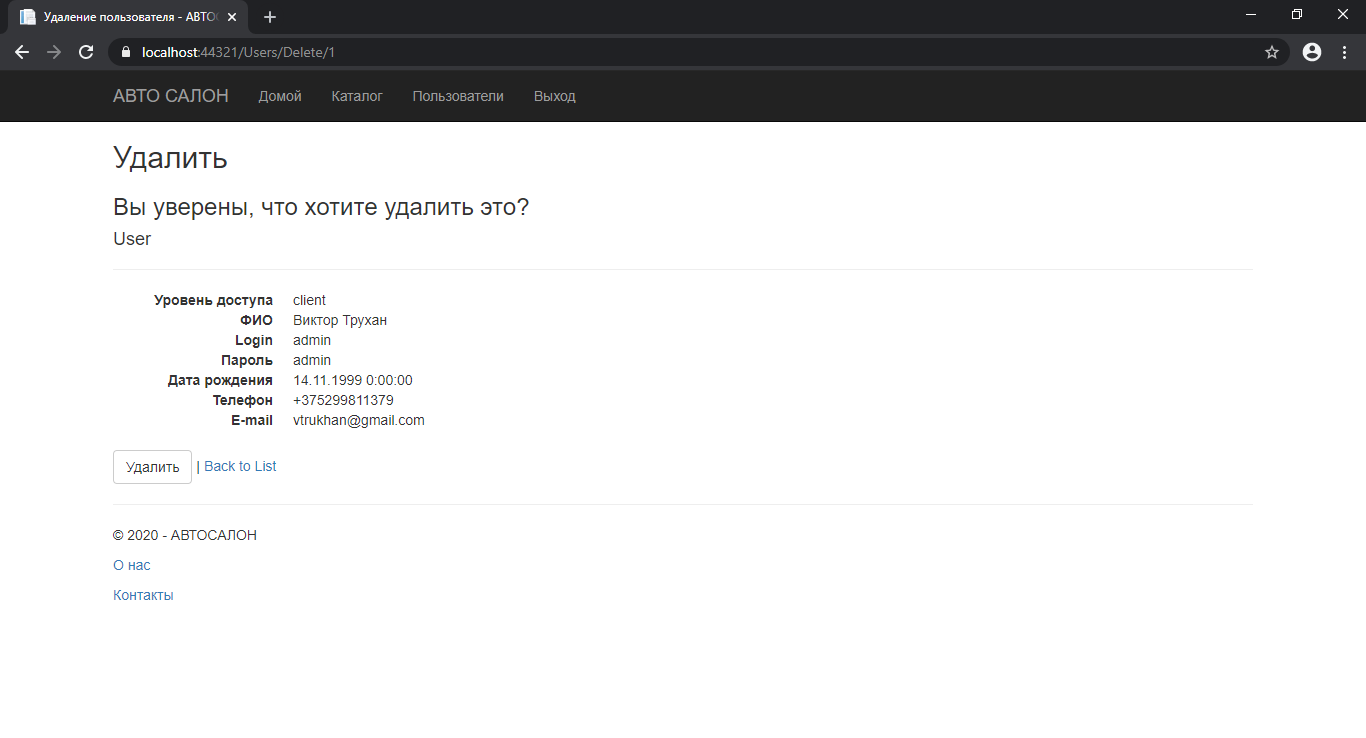 Удаление пользователя - АВТО
localhost:44321/Users/Delete/1
АВТО САЛОН Домой Каталог Пользователи Выход
Удалить
Вы уверены, что хотите удалить это?
User
Уровень доступа client
ФИО Виктор Трухан
Login admin
Пароль admin
Дата рождения 14.11.1999 0:00:00
Телефон +375299811379
E-mail vtrukhan@gmail.com
Удалить | Back to List
© 2020 - АВТОСАЛОН
О нас
Контакты